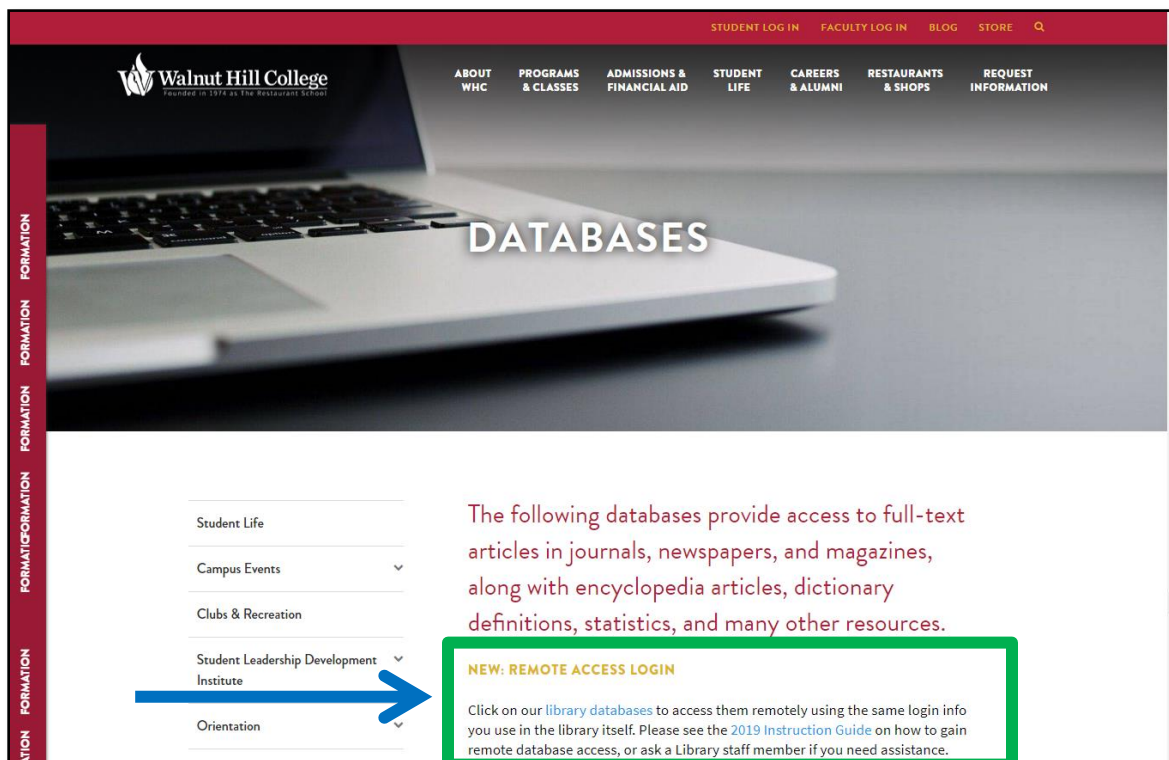 STUDENT LOG IN FACULTY LOG IN BLOG STORE
Walnut Hill College
Founded in 1974 as The Restaurant School
ABOUT WHC
PROGRAMS & CLASSES
ADMISSIONS & FINANCIAL AID
STUDENT LIFE
CAREERS & ALUMNI
RESTAURANTS & SHOPS
REQUEST INFORMATION
DATABASES
FORMATION
FORMATION
FORMATION
FORMATION
FORMATION
Student Life
Campus Events
Clubs & Recreation
Student Leadership Development
Institute
Orientation
The following databases provide access to full-text
articles in journals, newspapers, and magazines,
along with encyclopedia articles, dictionary
definitions, statistics, and many other resources.
NEW: REMOTE ACCESS LOGIN
Click on our library databases to access them remotely using the same login info
you use in the library itself. Please see the 2019 Instruction Guide on how to gain
remote database access, or ask a Library staff member if you need assistance.